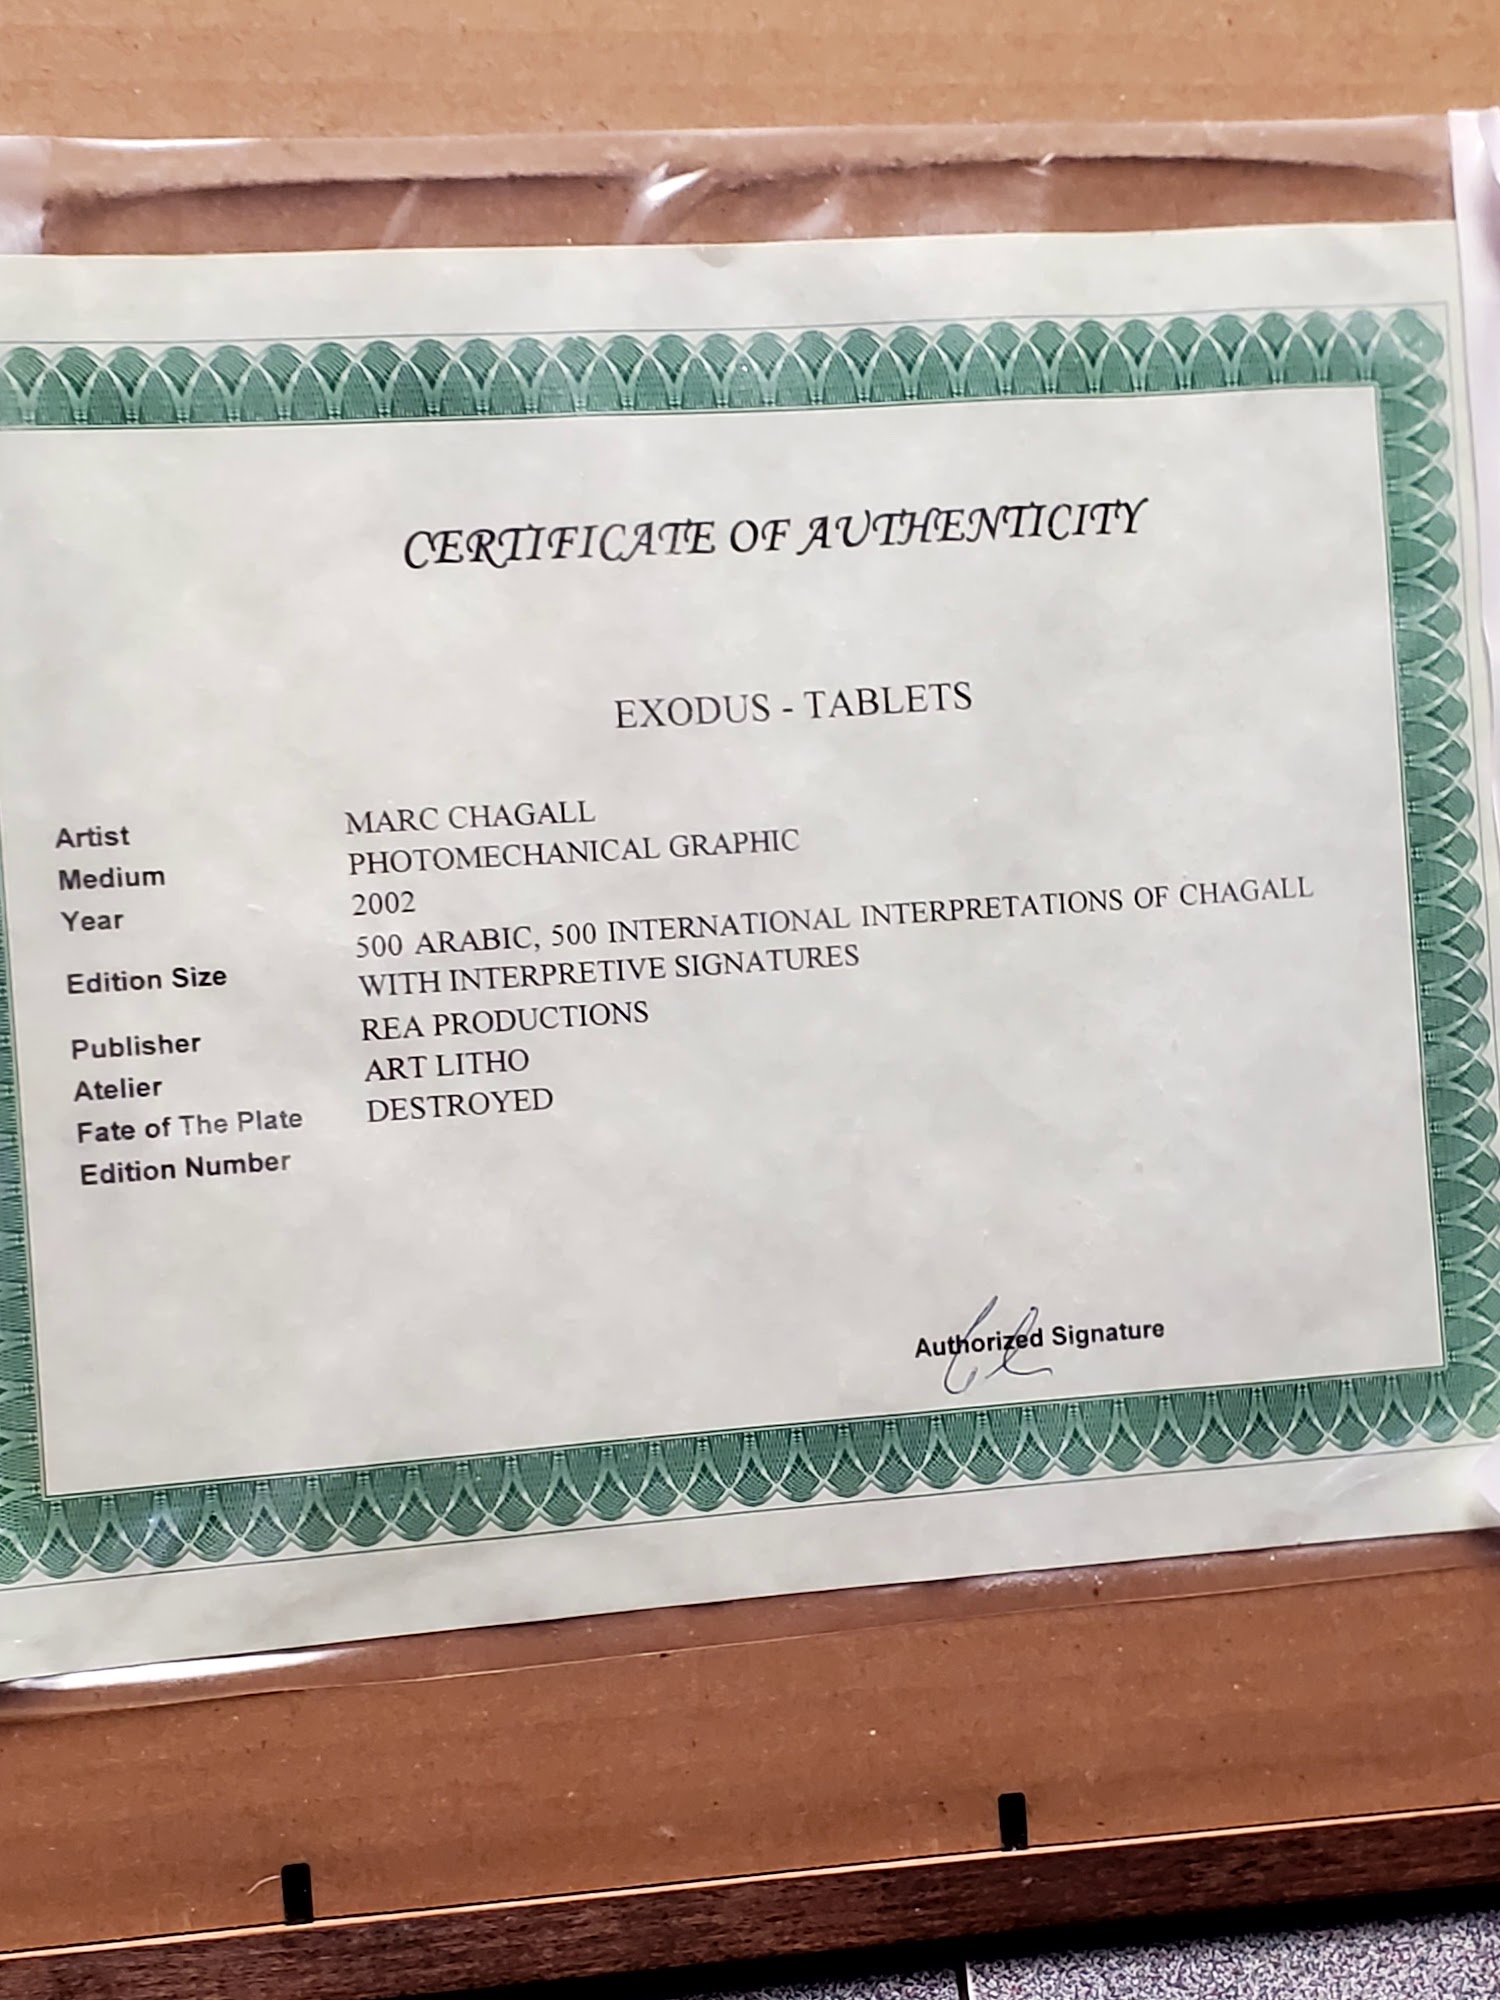 CERTIFICATE OF AUTHENTICITY
EXODUS - TABLETS
Artist MARC CHAGALL
Medium PHOTOMECHANICAL GRAPHIC
Year 2002
Edition Size 500 ARABIC, 500 INTERNATIONAL INTERPRETATIONS OF CHAGALL
WITH INTERPRETIVE SIGNATURES
Publisher REA PRODUCTIONS
Atelier ART LITHO
Fate of The Plate DESTROYED
Edition Number
Authorized Signature